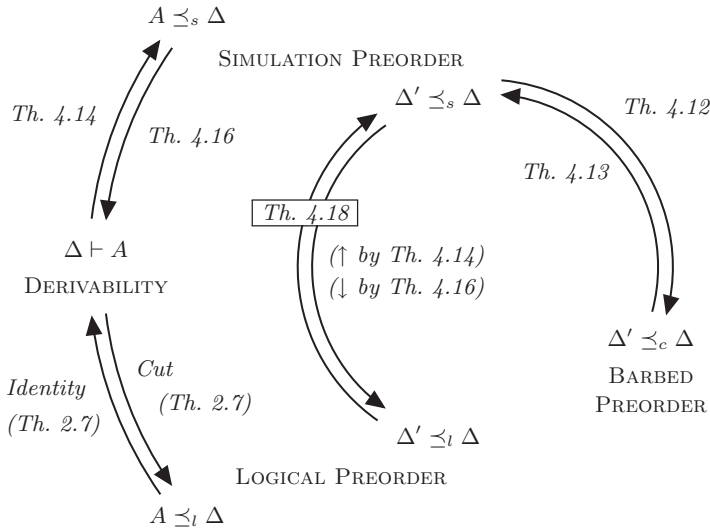 A ⪯s Δ
SIMULATION PREORDER
Δ′ ⪯s Δ
Th. 4.14
Th. 4.16
Th. 4.12
Th. 4.13
Th. 4.18
Δ ⊢ A
DERIVABILITY
(↑ by Th. 4.14)
(↓ by Th. 4.16)
Δ′ ⪯c Δ
BARBED
PREORDER
Identity
(Th. 2.7)
Cut
(Th. 2.7)
Δ′ ⪯l Δ
LOGICAL PREORDER
A ⪯l Δ